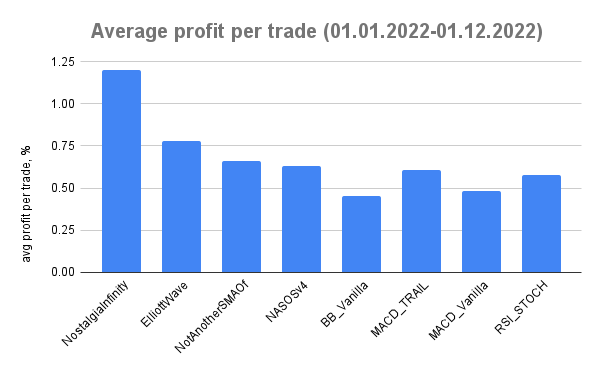 Average profit per trade (01.01.2022-01.12.2022)
avg profit per trade, %
1.25
1.00
0.75
0.50
0.25
0.00
NostalgiaInfinity
ElliottWave
NotAnotherSMAOf
NASOSv4
BB_Vanilla
MACD_TRAIL
MACD_Vanilla
RSI_STOCH